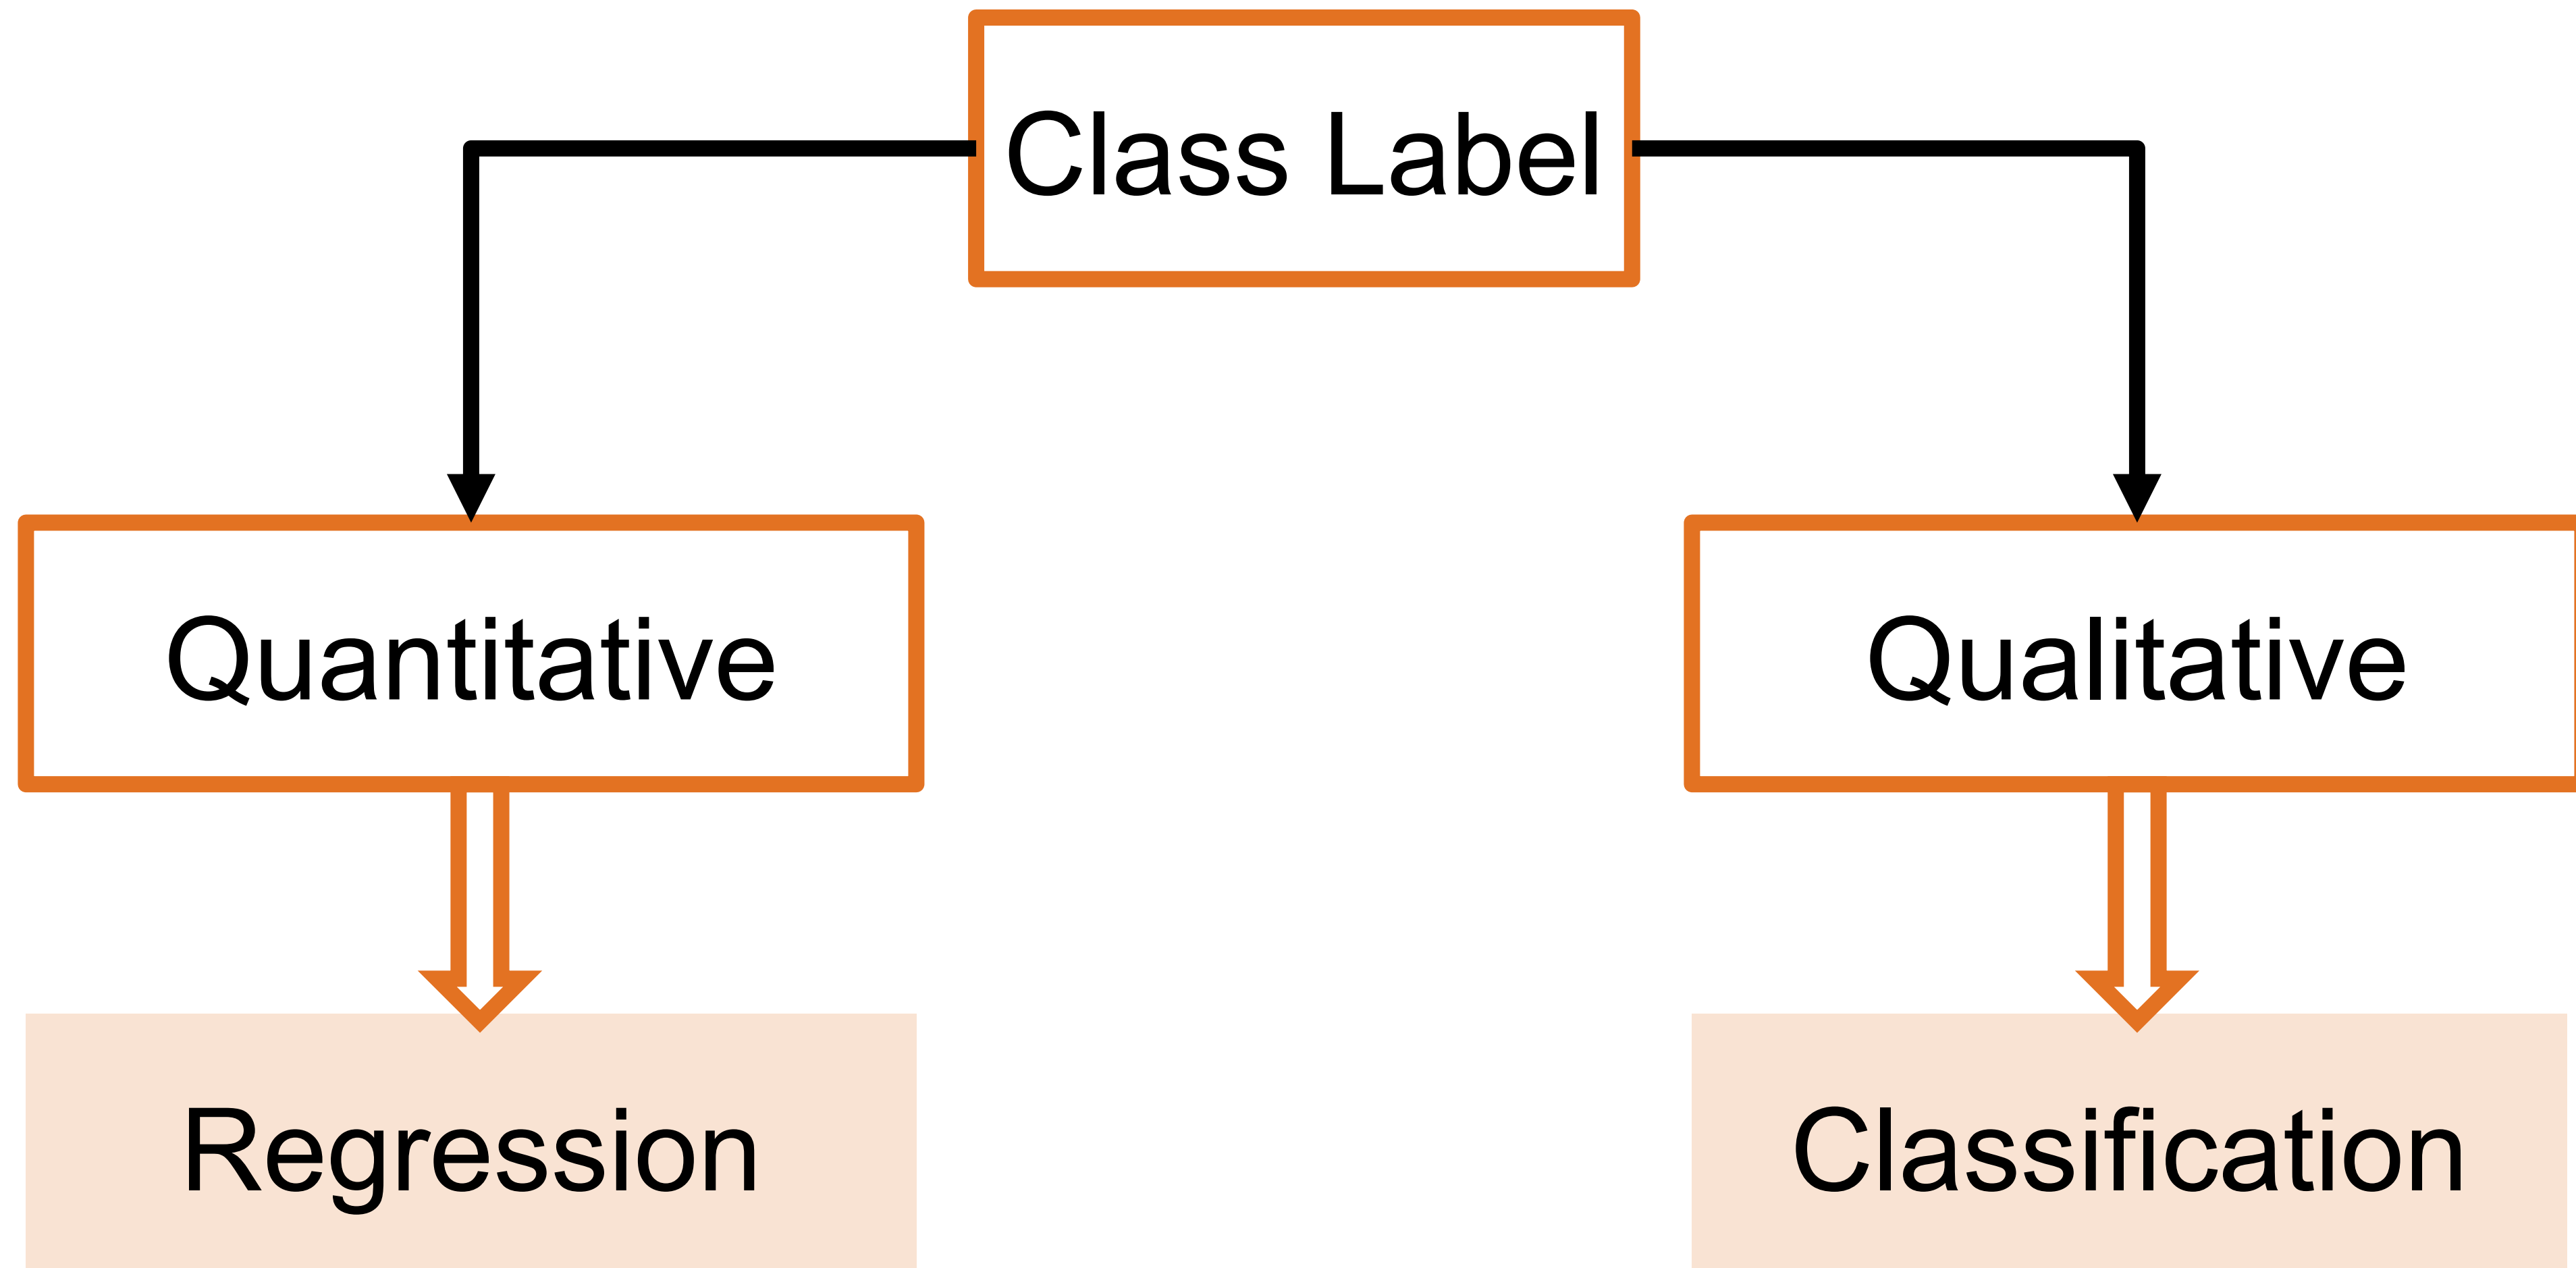 Class Label
Quantitative
Qualitative
Regression
Classification